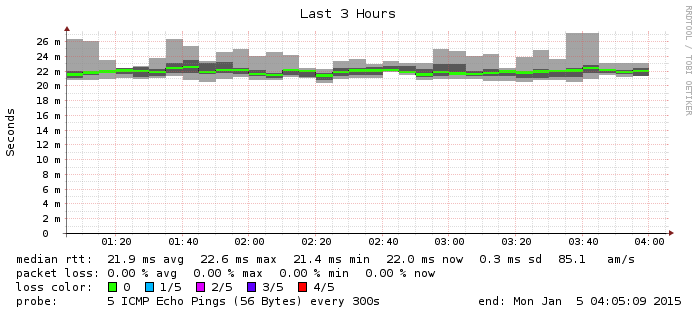 Last 3 Hours
RRDTOOL / TOBI OETIKER
Seconds
26 m
24 m
22 m
20 m
18 m
16 m
14 m
12 m
10 m
8 m
6 m
4 m
2 m
0
01:20 01:40 02:00 02:20 02:40 03:00 03:20 03:40 04:00
median rtt: 21.9 ms avg 22.6 ms max 21.4 ms min 22.0 ms now 0.3 ms sd 85.1 am/s
packet loss: 0.00 % avg 0.00 % max 0.00 % min 0.00 % now
loss color: 0 1/5 2/5 3/5 4/5
probe: 5 ICMP Echo Pings (56 Bytes) every 300s end: Mon Jan 5 04:05:09 2015